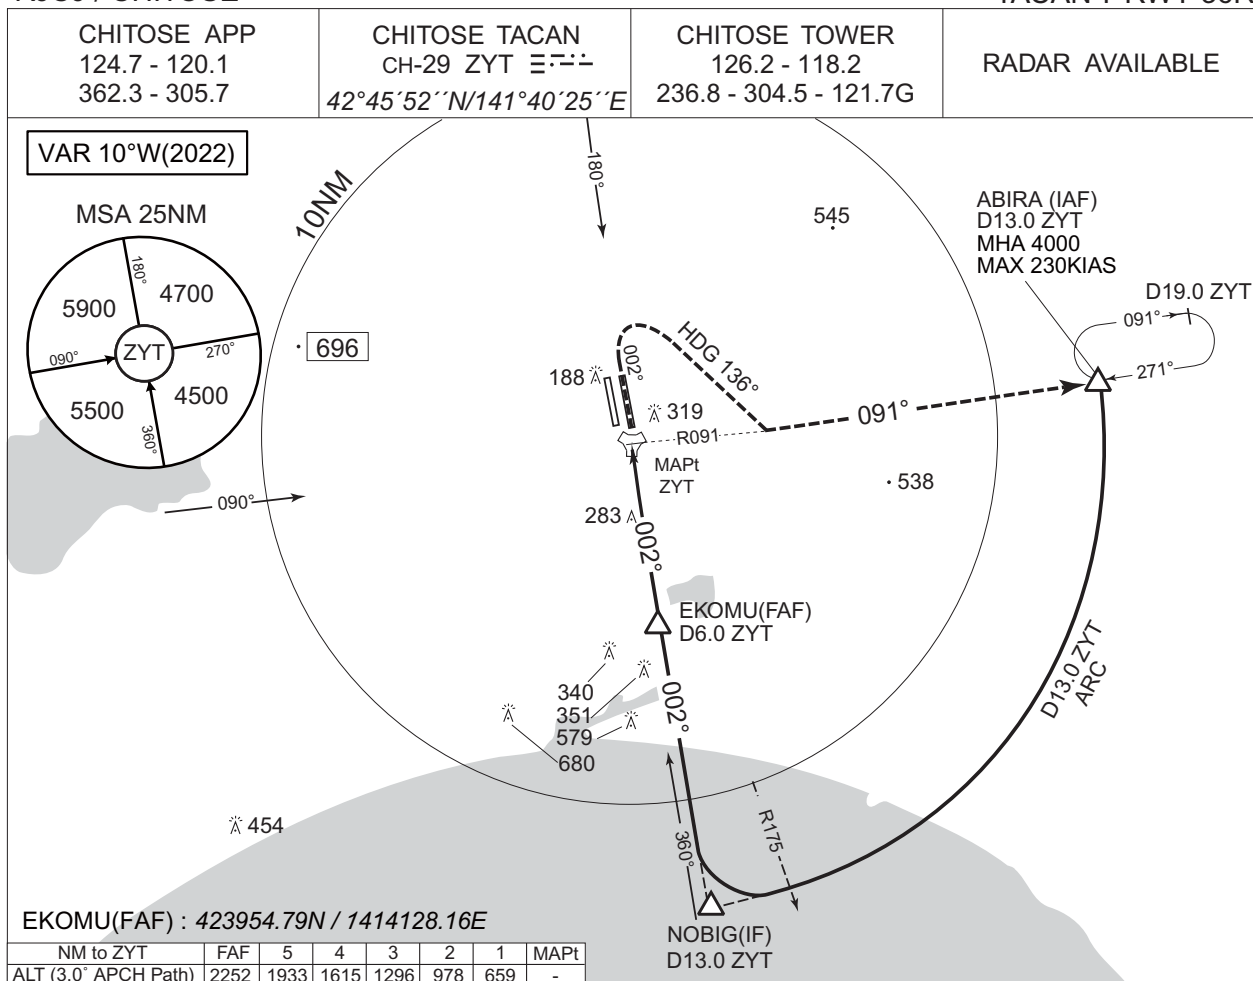 CHITOSE APP
124.7 - 120.1
362.3 - 305.7
CHITOSE TACAN
CH-29 ZYT
42°45´52´´N/141°40´25´´E
CHITOSE TOWER
126.2 - 118.2
236.8 - 304.5 - 121.7G
RADAR AVAILABLE
VAR 10°W(2022)
MSA 25NM
180°
5900
4700
090°
ZYT
270°
5500
4500
360°
10NM
180°
545
ABIRA (IAF)
D13.0 ZYT
MHA 4000
MAX 230KIAS
D19.0 ZYT
091°
271°
696
002°
HDG 136°
188
319
091°
R091
MAPt
ZYT
538
090°
283
002°
EKOMU(FAF)
D6.0 ZYT
340
351
579
680
002°
D13.0 ZYT
ARC
454
360°
R175
EKOMU(FAF) : 423954.79N / 1414128.16E
NOBIG(IF)
D13.0 ZYT
NM to ZYT FAF 5 4 3 2 1 MAPt
ALT (3.0° APCH Path) 2252 1933 1615 1296 978 659 -